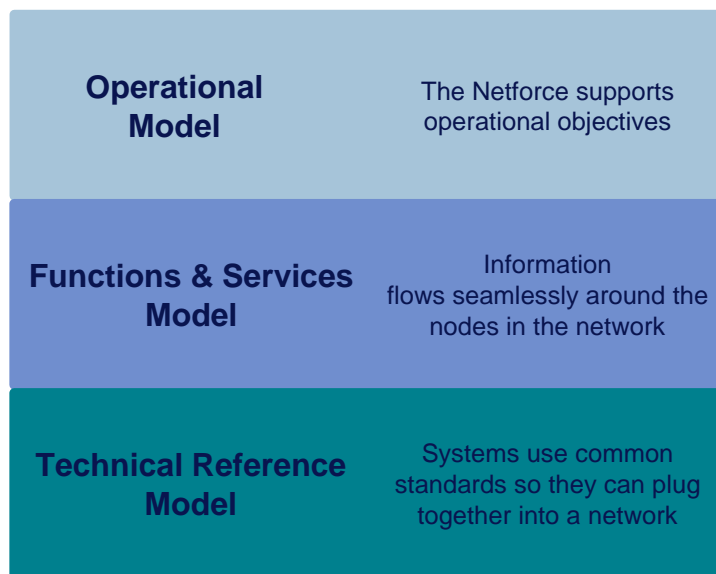 Operational
Model
The Netforce supports
operational objectives
Functions & Services
Model
Information
flows seamlessly around the
nodes in the network
Technical Reference
Model
Systems use common
standards so they can plug
together into a network